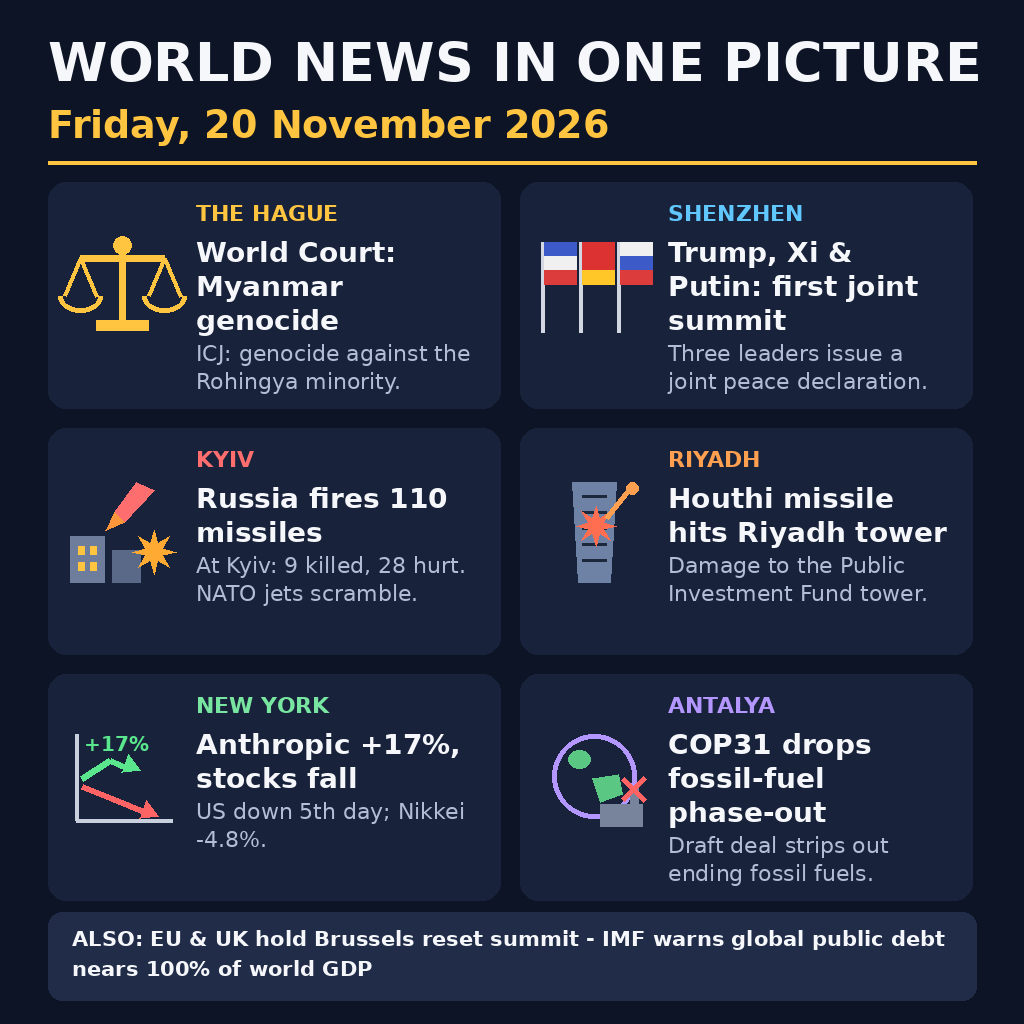 WORLD NEWS IN ONE PICTURE
Friday, 20 November 2026
THE HAGUE
World Court:
Myanmar
genocide
ICJ: genocide against the
Rohingya minority.
SHENZHEN
Trump, Xi &
Putin: first joint
summit
Three leaders issue a
joint peace declaration.
KYIV
Russia fires 110
missiles
At Kyiv: 9 killed, 28 hurt.
NATO jets scramble.
RIYADH
Houthi missile
hits Riyadh tower
Damage to the Public
Investment Fund tower.
NEW YORK
+17%
Anthropic +17%,
stocks fall
US down 5th day; Nikkei
-4.8%.
ANTALYA
COP31 drops
fossil-fuel
phase-out
Draft deal strips out
ending fossil fuels.
ALSO: EU & UK hold Brussels reset summit - IMF warns global public debt
nears 100% of world GDP